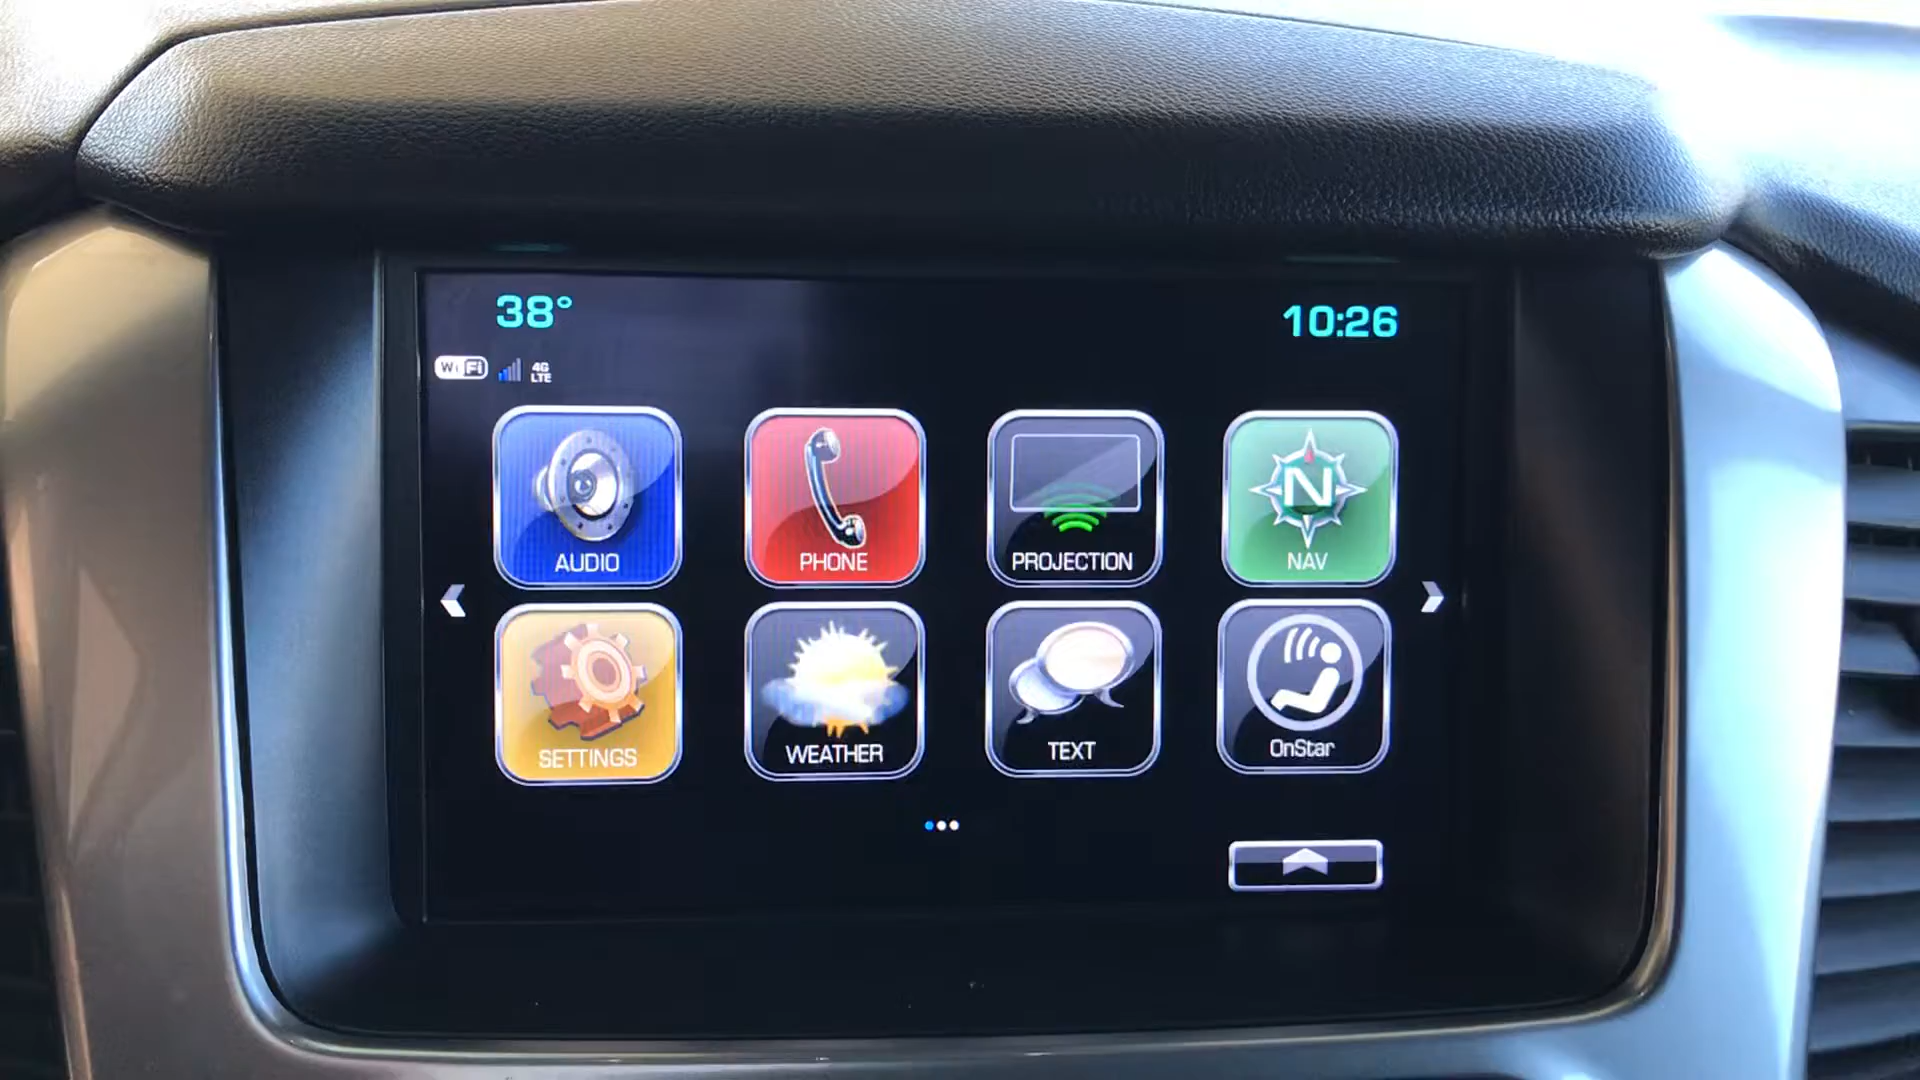 38° 10:26
WiFi 4G
LTE
AUDIO PHONE PROJECTION N NAV
SETTINGS WEATHER TEXT OnStar